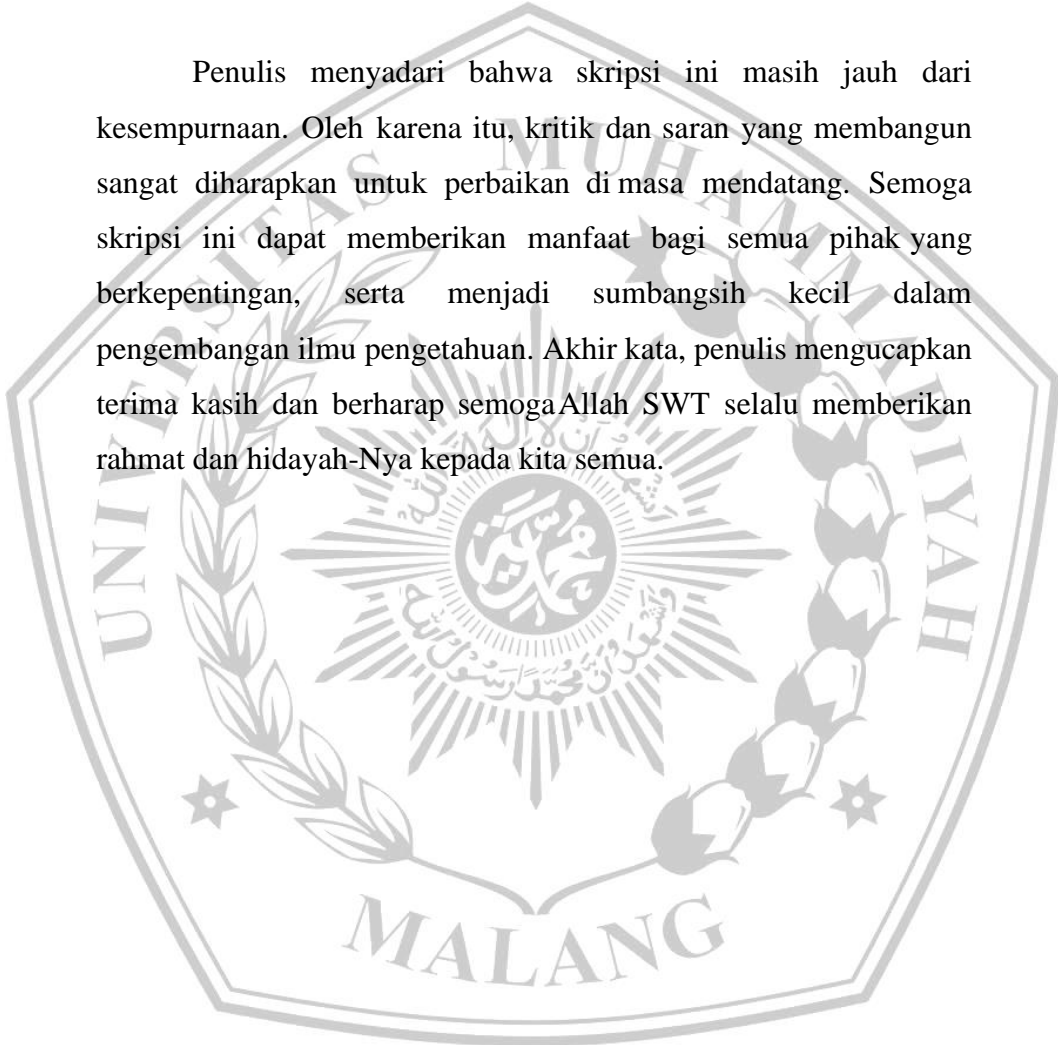 Penulis menyadari bahwa skripsi ini masih jauh dari
kesempurnaan. Oleh karena itu, kritik dan saran yang membangun
sangat diharapkan untuk perbaikan di masa mendatang. Semoga
skripsi ini dapat memberikan manfaat bagi semua pihak yang
berkepentingan, serta menjadi sumbangsih kecil dalam
pengembangan ilmu pengetahuan. Akhir kata, penulis mengucapkan
terima kasih dan berharap semoga Allah SWT selalu memberikan
rahmat dan hidayah-Nya kepada kita semua.
UNIVERSITAS MUHAMMADIYAH
MALANG